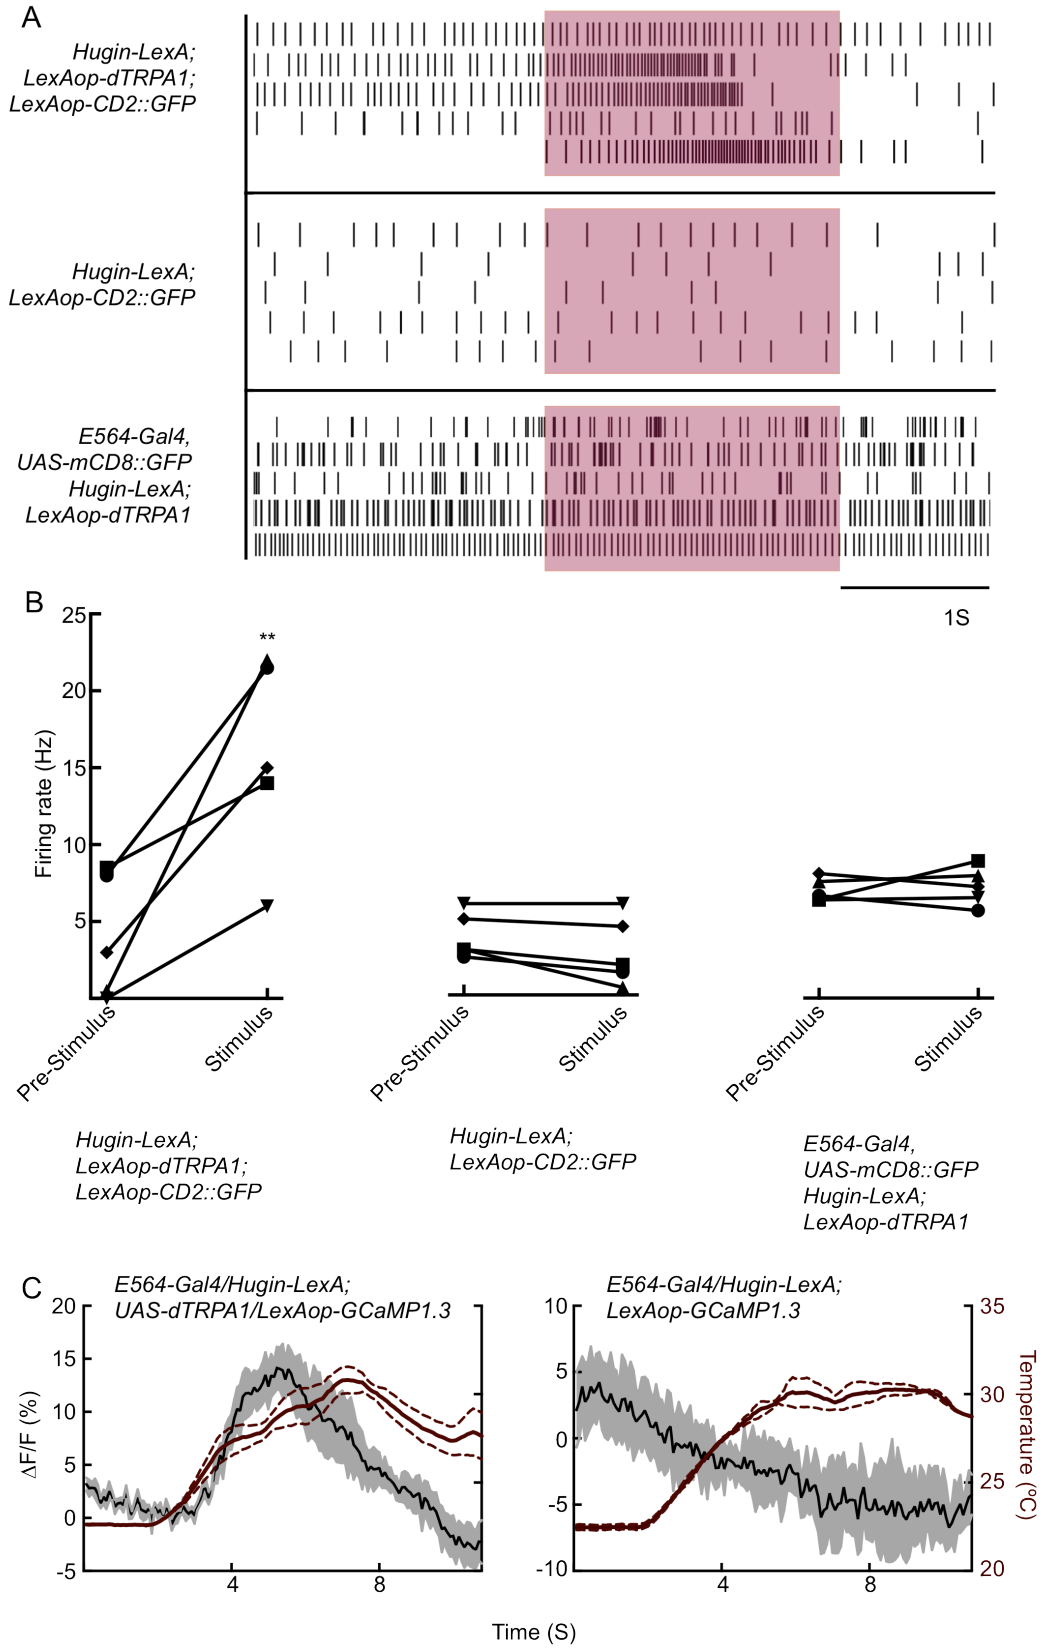 A
Hugin-LexA;
LexAop-dTRPA1;
LexAop-CD2::GFP
Hugin-LexA;
LexAop-CD2::GFP
E564-Gal4,
UAS-mCD8::GFP
Hugin-LexA;
LexAop-dTRPA1
1S
B
25
20
15
10
5
Firing rate (Hz)
**
Pre-Stimulus
Stimulus
Pre-Stimulus
Stimulus
Pre-Stimulus
Stimulus
Hugin-LexA;
LexAop-dTRPA1;
LexAop-CD2::GFP
Hugin-LexA;
LexAop-CD2::GFP
E564-Gal4,
UAS-mCD8::GFP
Hugin-LexA;
LexAop-dTRPA1
C
E564-Gal4/Hugin-LexA;
UAS-dTRPA1/LexAop-GCaMP1.3
20
15
10
5
0
-5
ΔF/F (%)
4
8
E564-Gal4/Hugin-LexA;
LexAop-GCaMP1.3
10
5
0
-5
-10
4
8
35
30
25
20
Temperature (ºC)
Time (S)